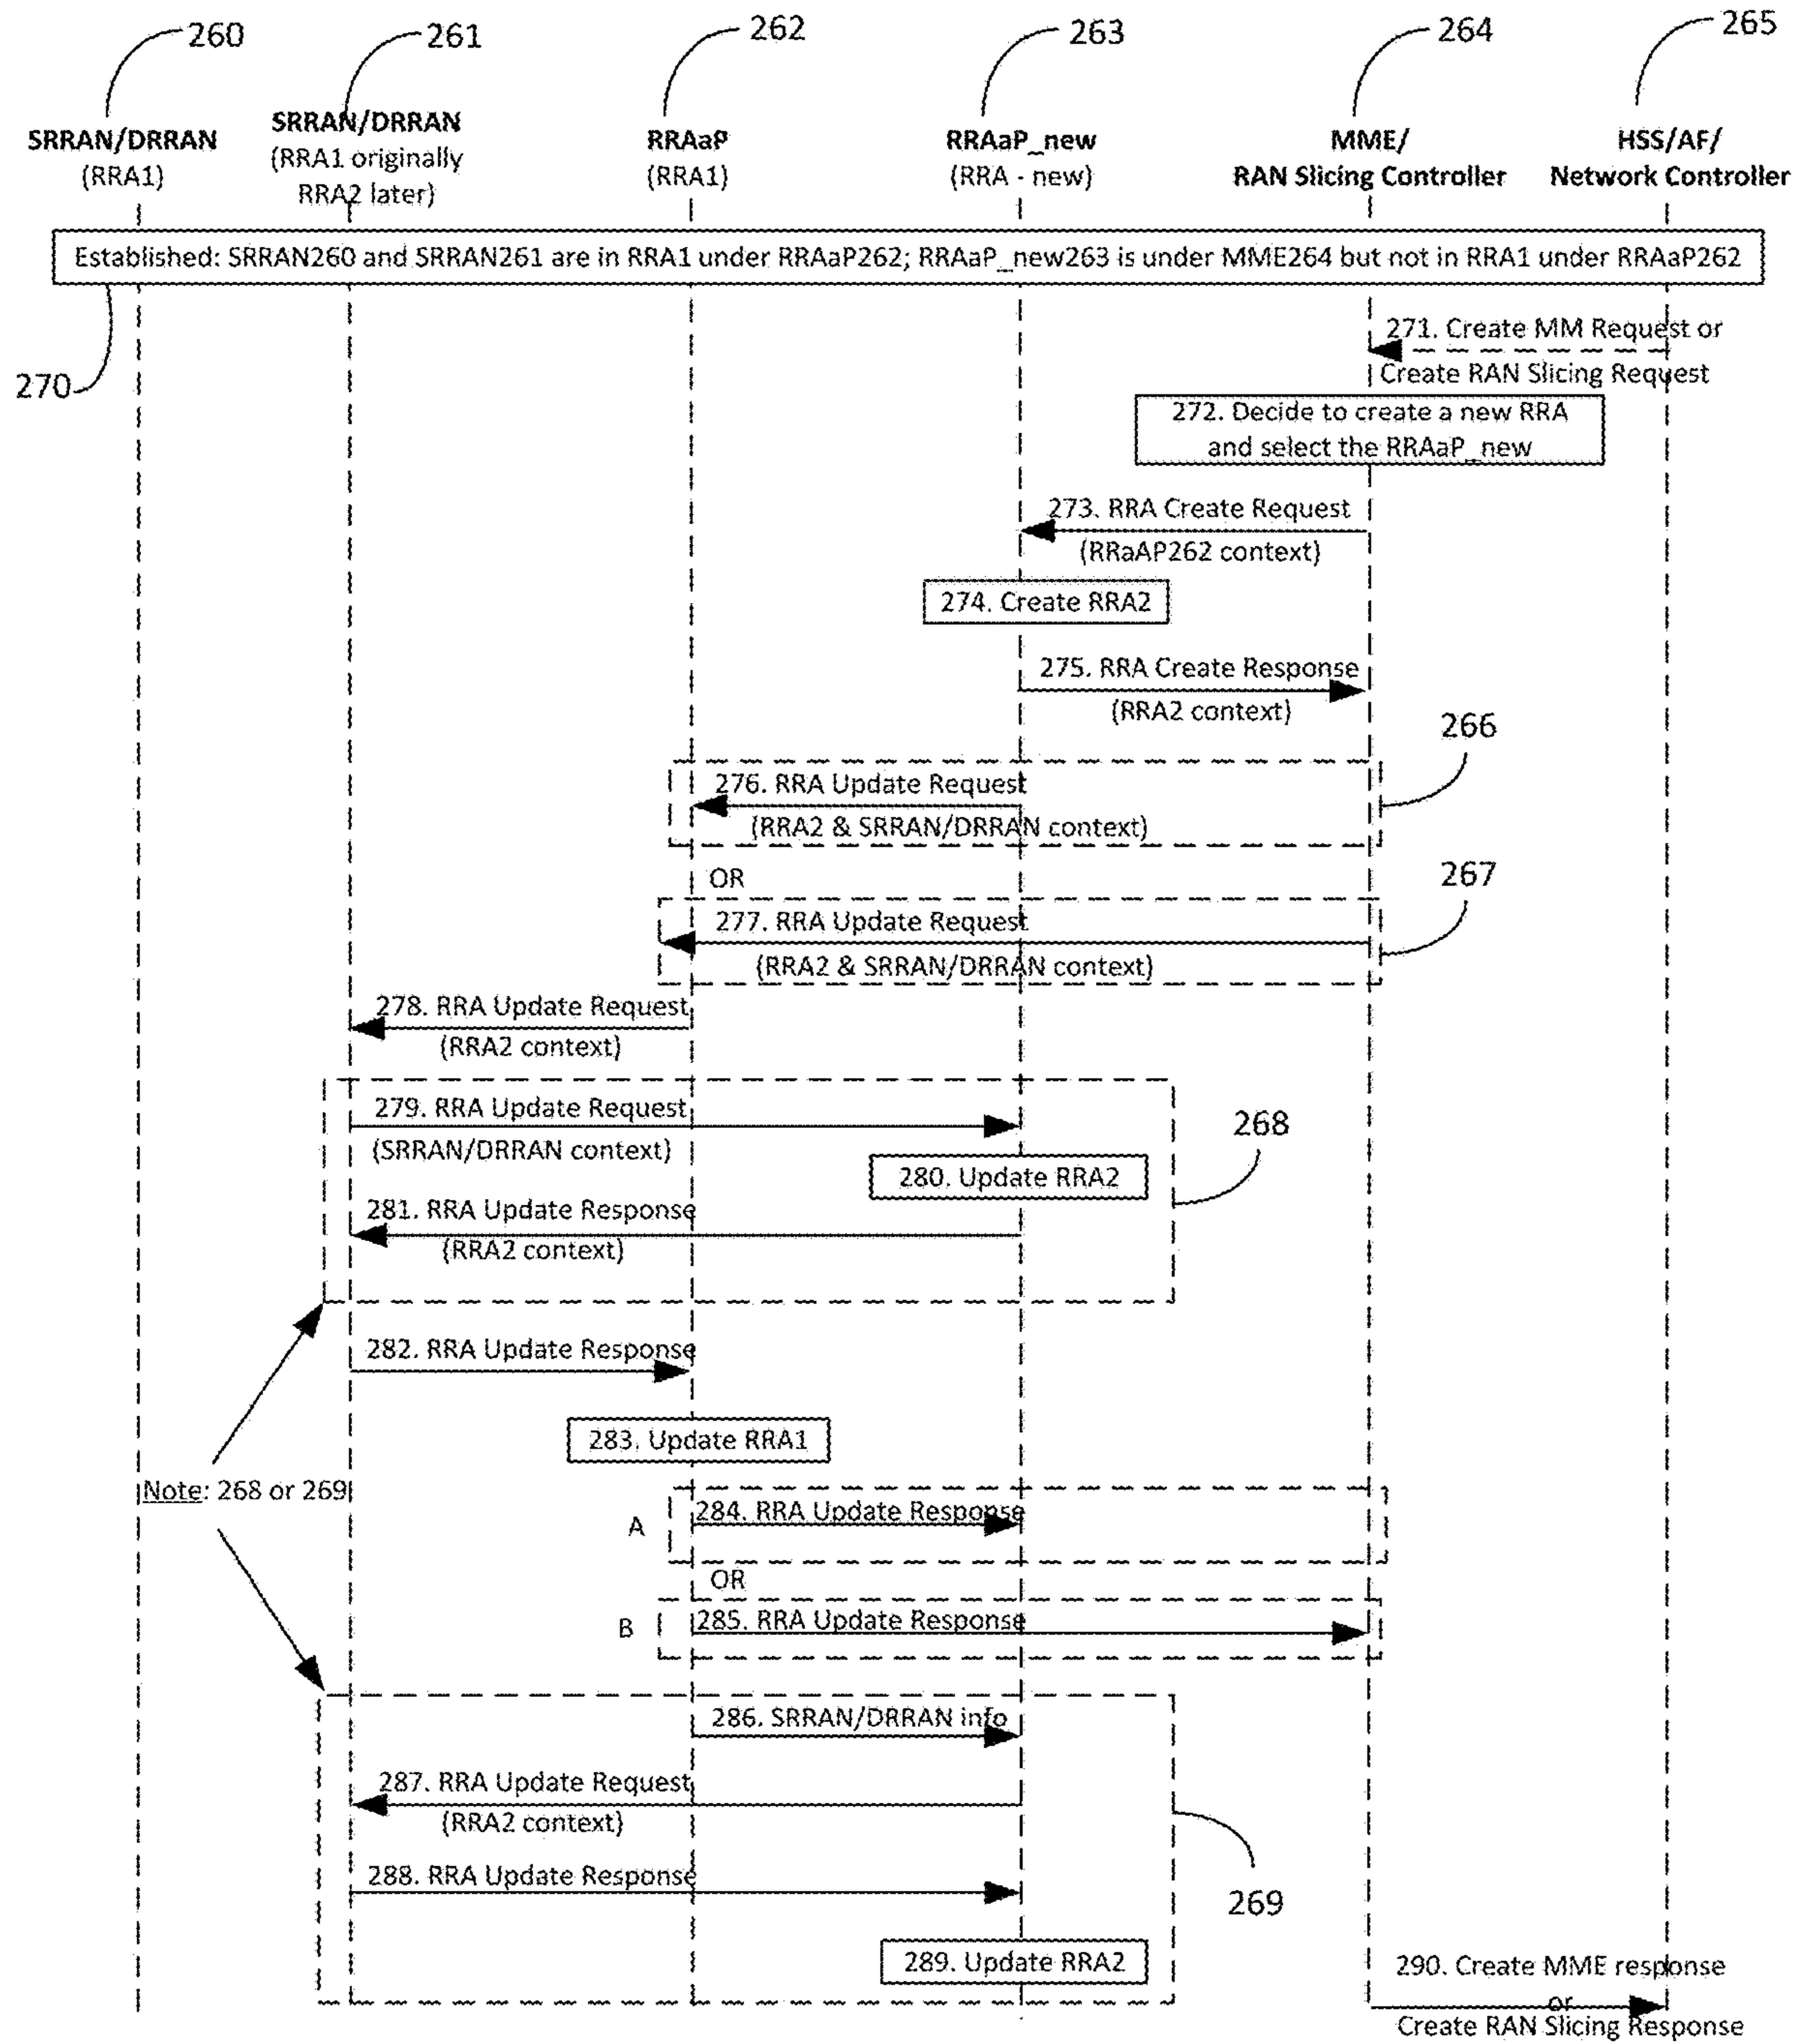 260
261
262
263
264
265
SRRAN/DRRAN
(RRA1)
SRRAN/DRRAN
(RRA1 originally
RRA2 later)
RRAaP
(RRA1)
RRAaP_new
(RRA - new)
MME/
RAN Slicing Controller
HSS/AF/
Network Controller
Established: SRRAN260 and SRRAN261 are in RRA1 under RRAaP262; RRAaP_new263 is under MME264 but not in RRA1 under RRAaP262
270
271. Create MM Request or
Create RAN Slicing Request
272. Decide to create a new RRA
and select the RRAaP_new
273. RRA Create Request
(RRaAP262 context)
274. Create RRA2
275. RRA Create Response
(RRA2 context)
266
276. RRA Update Request
(RRA2 & SRRAN/DRRAN context)
OR
267
277. RRA Update Request
(RRA2 & SRRAN/DRRAN context)
278. RRA Update Request
(RRA2 context)
279. RRA Update Request
(SRRAN/DRRAN context)
268
280. Update RRA2
281. RRA Update Response
(RRA2 context)
282. RRA Update Response
283. Update RRA1
Note: 268 or 269
A
284. RRA Update Response
OR
B
285. RRA Update Response
286. SRRAN/DRRAN info
287. RRA Update Request
(RRA2 context)
288. RRA Update Response
269
289. Update RRA2
290. Create MME response
or
Create RAN Slicing Response